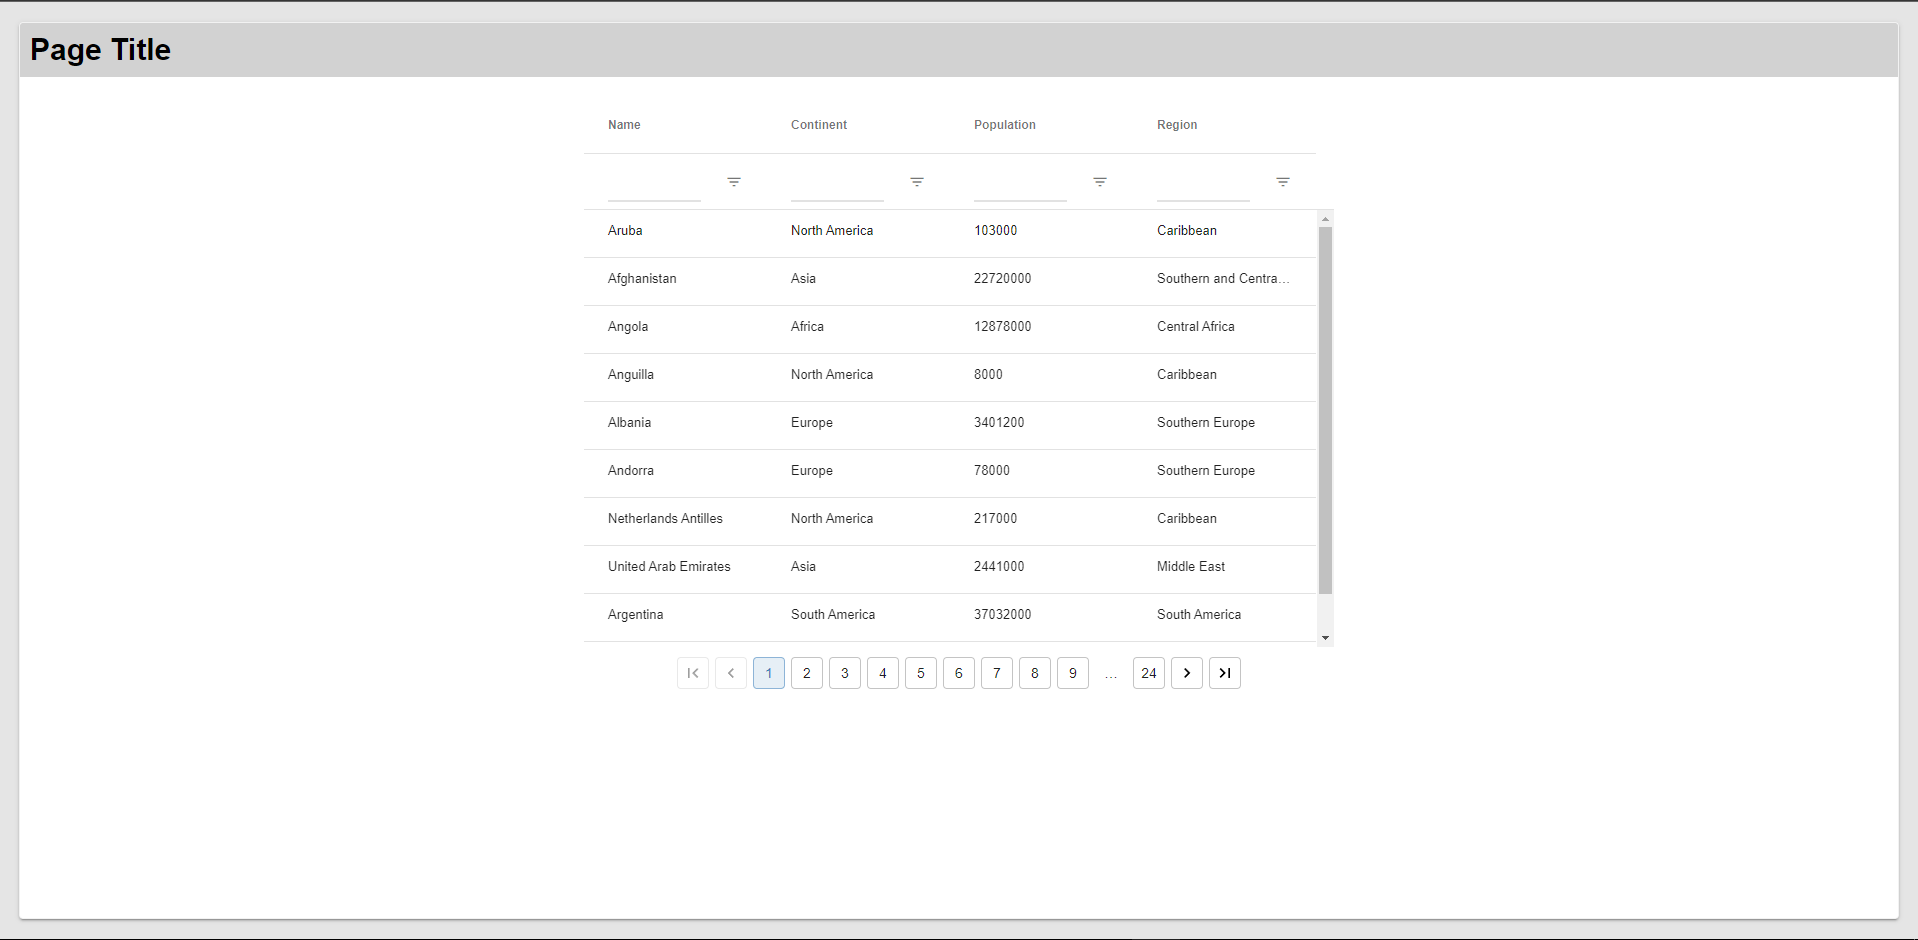 Page Title
Name Continent Population Region
Aruba North America 103000 Caribbean
Afghanistan Asia 22720000 Southern and Centra...
Angola Africa 12878000 Central Africa
Anguilla North America 8000 Caribbean
Albania Europe 3401200 Southern Europe
Andorra Europe 78000 Southern Europe
Netherlands Antilles North America 217000 Caribbean
United Arab Emirates Asia 2441000 Middle East
Argentina South America 37032000 South America
1 2 3 4 5 6 7 8 9 ... 24